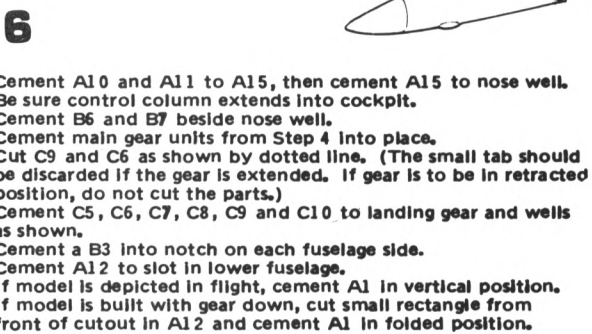 6
Cement A10 and A11 to A15, then cement A15 to nose well.
Be sure control column extends into cockpit.
Cement B6 and B7 beside nose well.
Cement main gear units from Step 4 into place.
Cut C9 and C6 as shown by dotted line. (The small tab should
be discarded if the gear is extended. If gear is to be in retracted
position, do not cut the parts.)
Cement C5, C6, C7, C8, C9 and C10 to landing gear and wells
as shown.
Cement a B3 into notch on each fuselage side.
Cement A12 to slot in lower fuselage.
If model is depicted in flight, cement A1 in vertical position.
If model is built with gear down, cut small rectangle from
front of cutout in A12 and cement A1 in folded position.